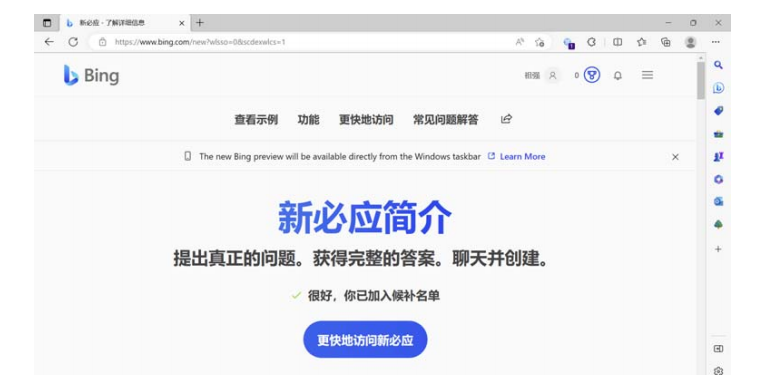 新必应 - 了解详细信息
https://www.bing.com/new?wlsso=0&scdexwlcs=1
Bing
0
查看示例 功能 更快地访问 常见问题解答
The new Bing preview will be available directly from the Windows taskbar Learn More
新必应简介
提出真正的问题。获得完整的答案。聊天并创建。
很好，你已加入候补名单
更快地访问新必应